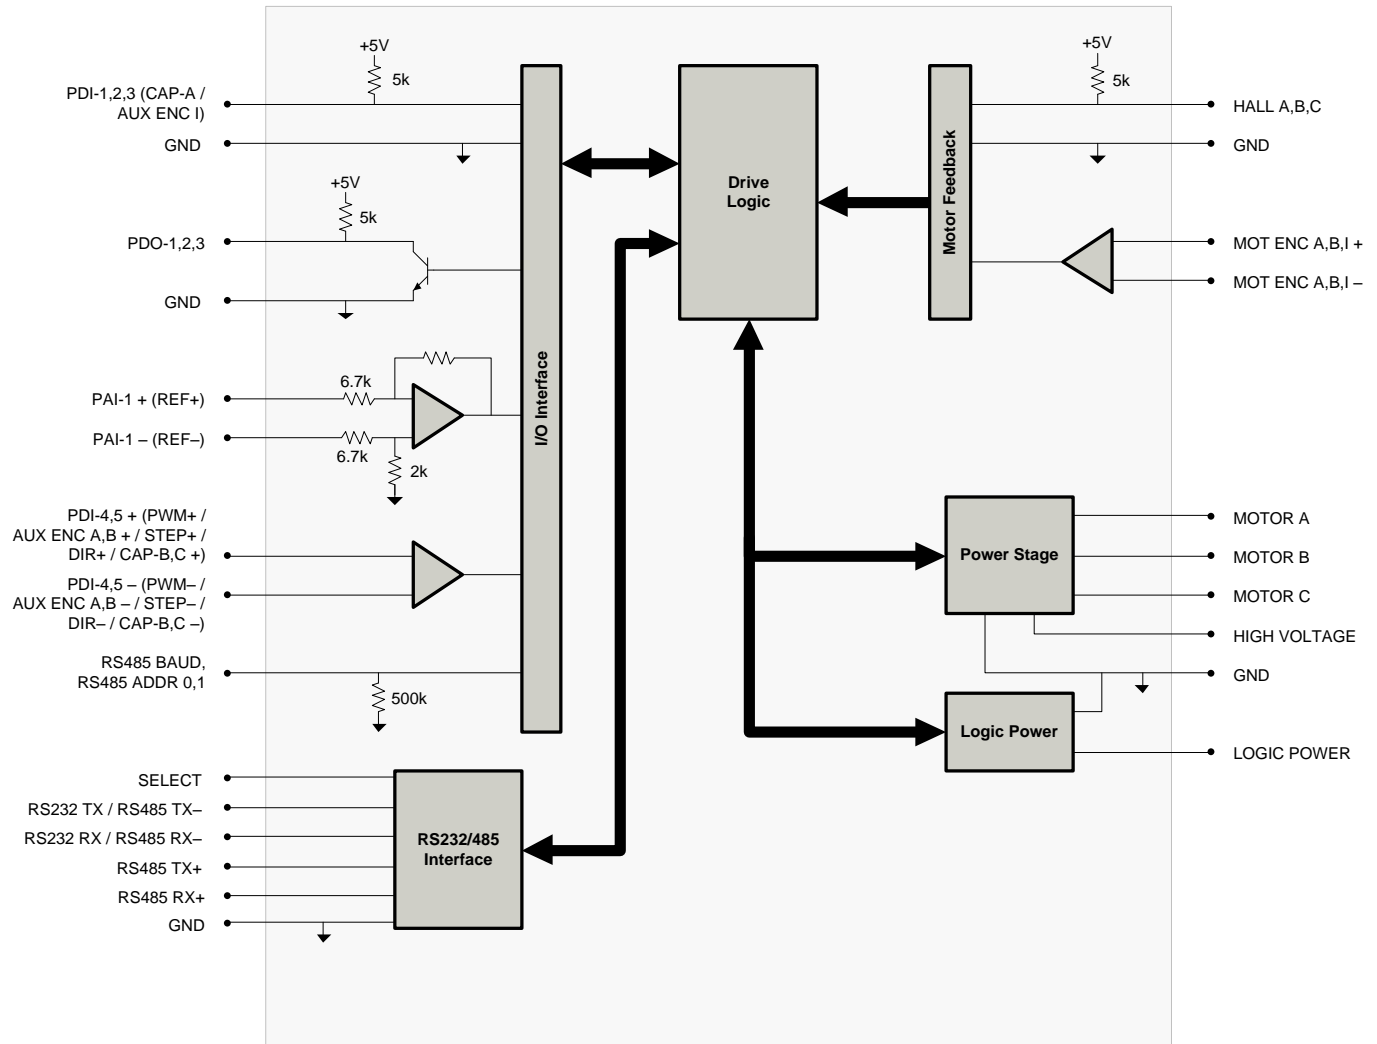 +5V
5k
PDI-1,2,3 (CAP-A /
AUX ENC I)
GND
+5V
5k
PDO-1,2,3
GND
PAI-1 + (REF+)
6.7k
PAI-1 – (REF–)
6.7k
2k
PDI-4,5 + (PWM+ /
AUX ENC A,B + / STEP+ /
DIR+ / CAP-B,C +)
PDI-4,5 – (PWM– /
AUX ENC A,B – / STEP– /
DIR– / CAP-B,C –)
RS485 BAUD,
RS485 ADDR 0,1
500k
SELECT
RS232 TX / RS485 TX–
RS232 RX / RS485 RX–
RS485 TX+
RS485 RX+
GND
I/O Interface
RS232/485
Interface
Drive
Logic
Motor Feedback
+5V
5k
HALL A,B,C
GND
MOT ENC A,B,I +
MOT ENC A,B,I –
Power Stage
MOTOR A
MOTOR B
MOTOR C
HIGH VOLTAGE
GND
Logic Power
LOGIC POWER